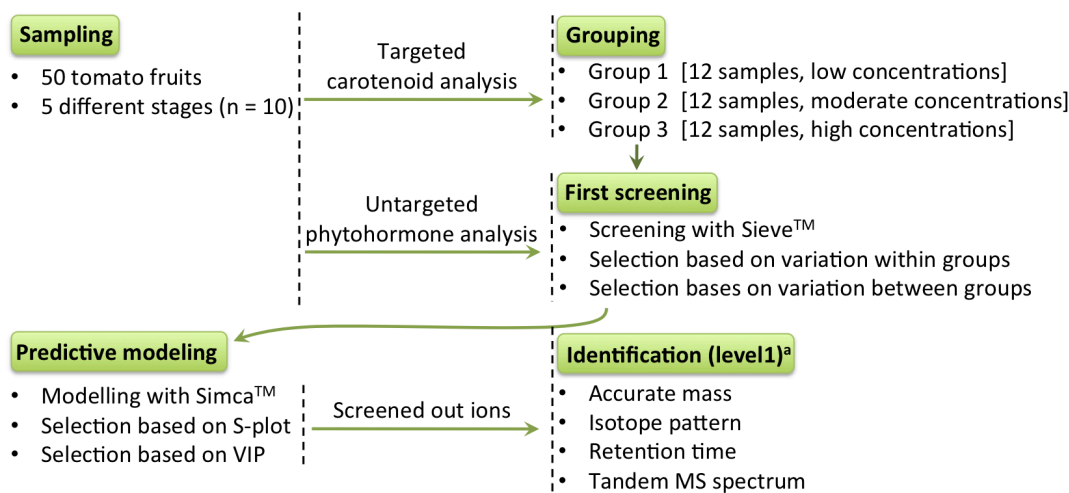 Sampling
• 50 tomato fruits
• 5 different stages (n = 10)
Targeted
carotenoid analysis
Grouping
• Group 1 [12 samples, low concentrations]
• Group 2 [12 samples, moderate concentrations]
• Group 3 [12 samples, high concentrations]
Untargeted
phytohormone analysis
First screening
• Screening with Sieve™
• Selection based on variation within groups
• Selection bases on variation between groups
Predictive modeling
• Modelling with Simca™
• Selection based on S-plot
• Selection based on VIP
Screened out ions
Identification (level1)ᵃ
• Accurate mass
• Isotope pattern
• Retention time
• Tandem MS spectrum